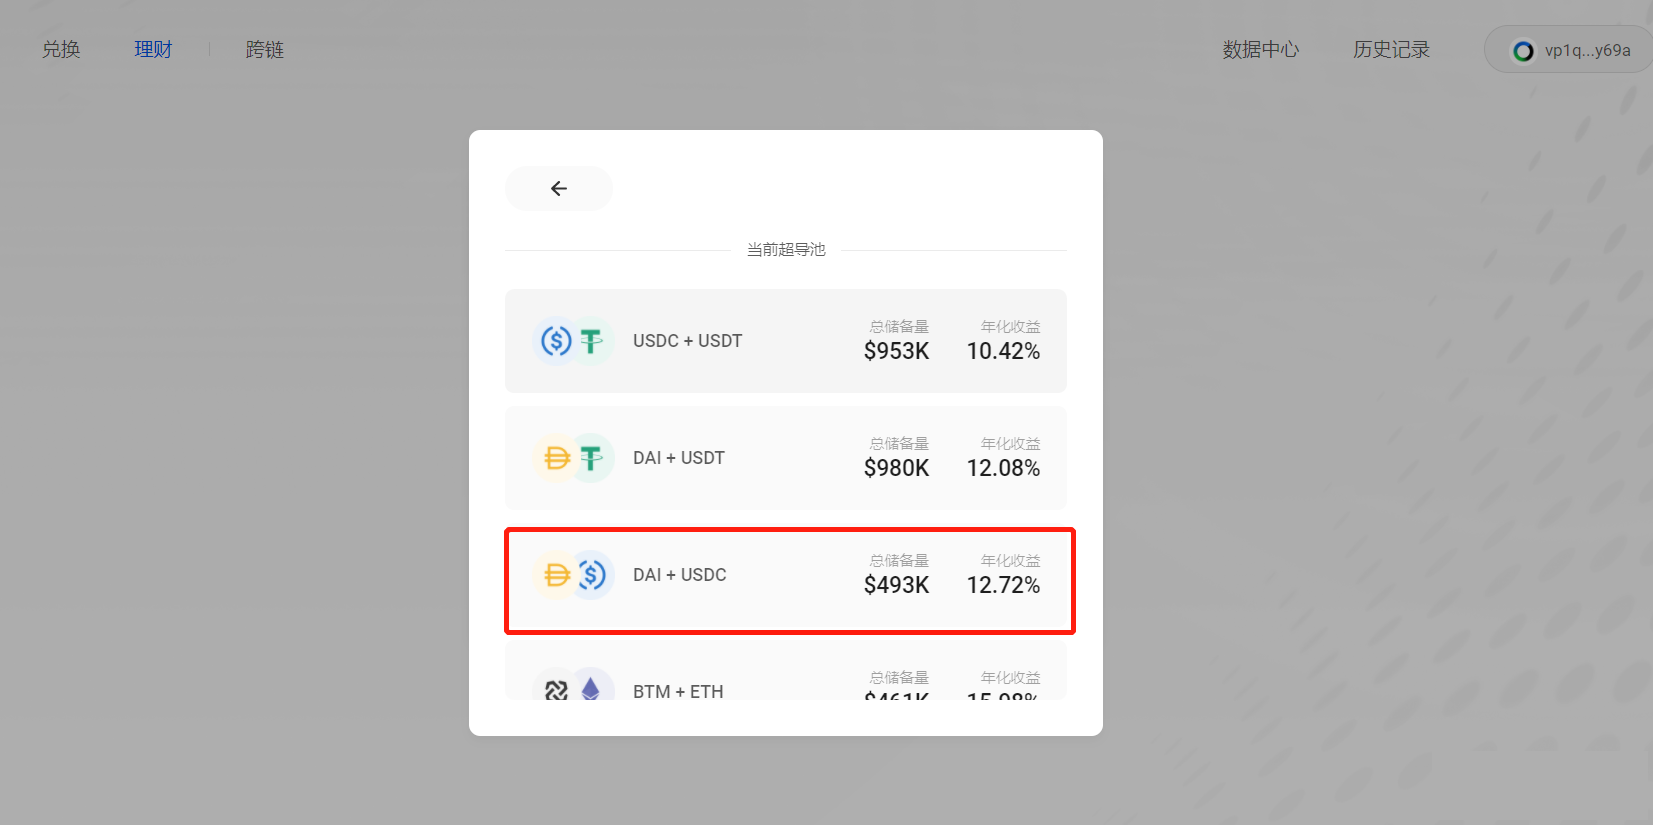 兑换 理财 跨链 数据中心 历史记录 vp1q...y69a
当前超导池
总储备量 年化收益
USDC + USDT $953K 10.42%
总储备量 年化收益
DAI + USDT $980K 12.08%
总储备量 年化收益
DAI + USDC $493K 12.72%
总储备量 年化收益
BTM + ETH $461K 15.98%